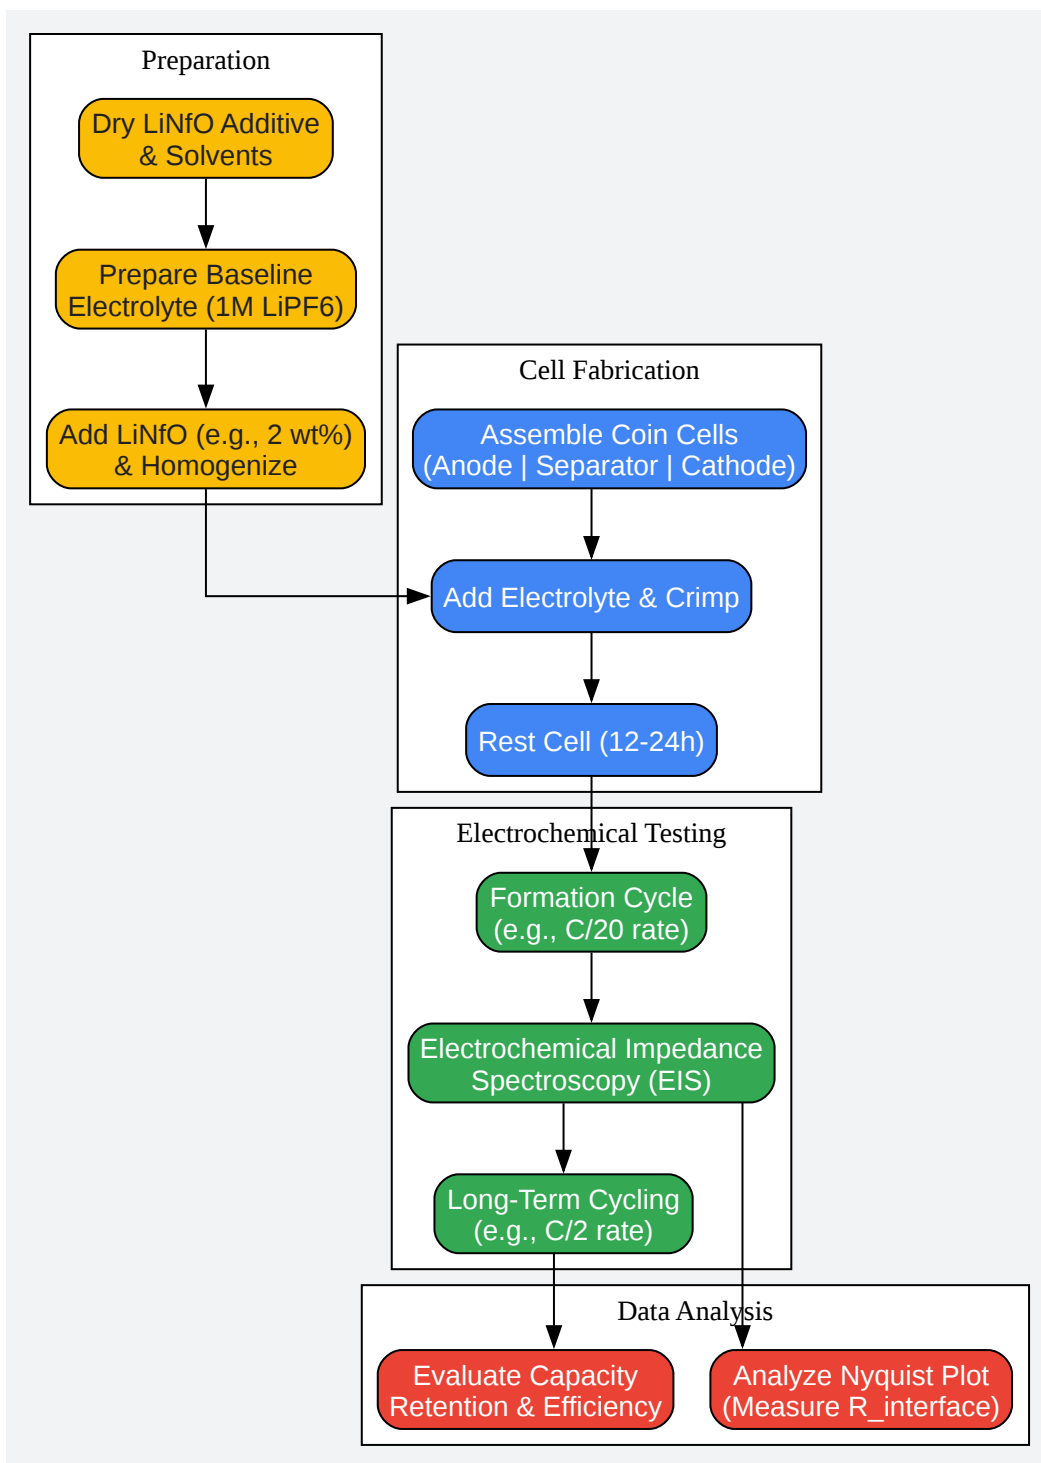 Preparation
Dry LiNfO Additive
& Solvents
Prepare Baseline
Electrolyte (1M LiPF6)
Add LiNfO (e.g., 2 wt%)
& Homogenize
Cell Fabrication
Assemble Coin Cells
(Anode | Separator | Cathode)
Add Electrolyte & Crimp
Rest Cell (12-24h)
Electrochemical Testing
Formation Cycle
(e.g., C/20 rate)
Electrochemical Impedance
Spectroscopy (EIS)
Long-Term Cycling
(e.g., C/2 rate)
Data Analysis
Evaluate Capacity
Retention & Efficiency
Analyze Nyquist Plot
(Measure R_interface)